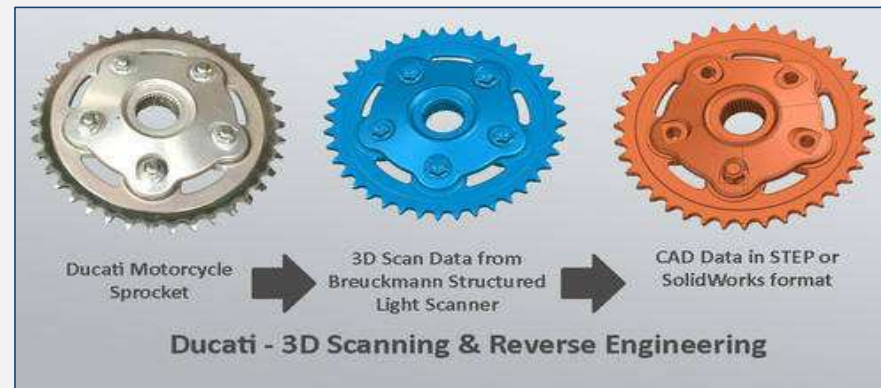 Ducati Motorcycle
Sprocket
3D Scan Data from
Breuckmann Structured
Light Scanner
CAD Data in STEP or
SolidWorks format
Ducati - 3D Scanning & Reverse Engineering